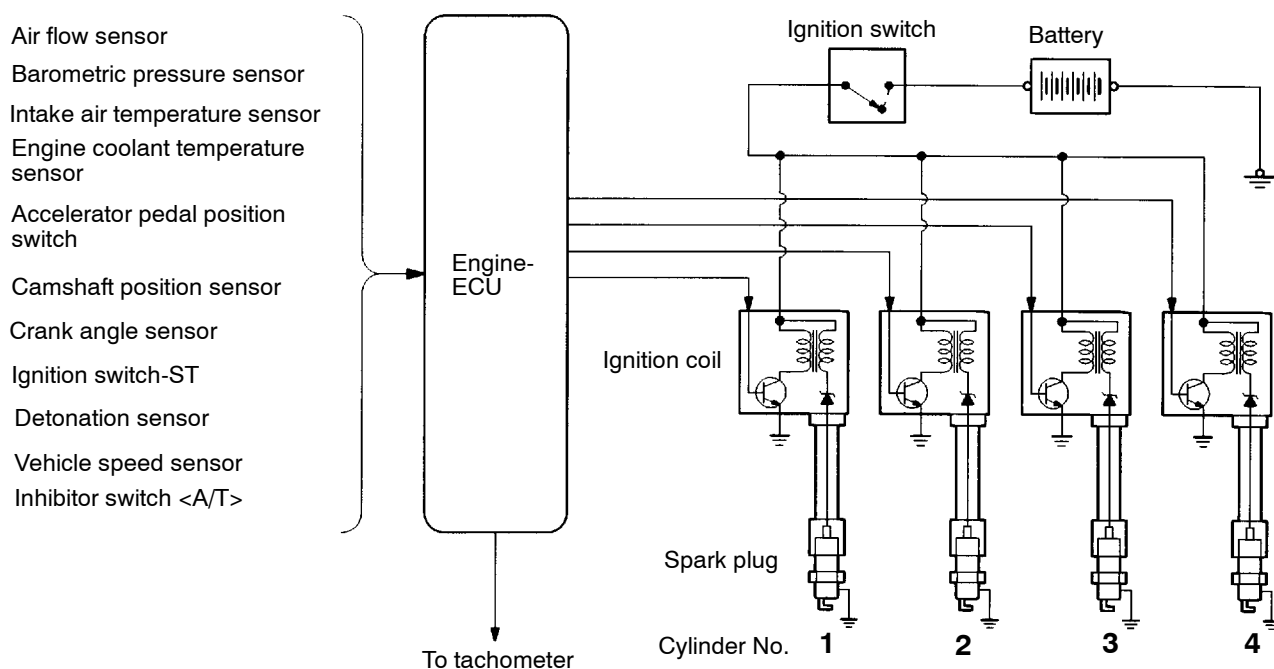 Air flow sensor
Barometric pressure sensor
Intake air temperature sensor
Engine coolant temperature
sensor
Accelerator pedal position
switch
Camshaft position sensor
Crank angle sensor
Ignition switch-ST
Detonation sensor
Vehicle speed sensor
Inhibitor switch <A/T>
Engine-
ECU
To tachometer
Ignition switch
Battery
Ignition coil
Spark plug
Cylinder No. 1 2 3 4